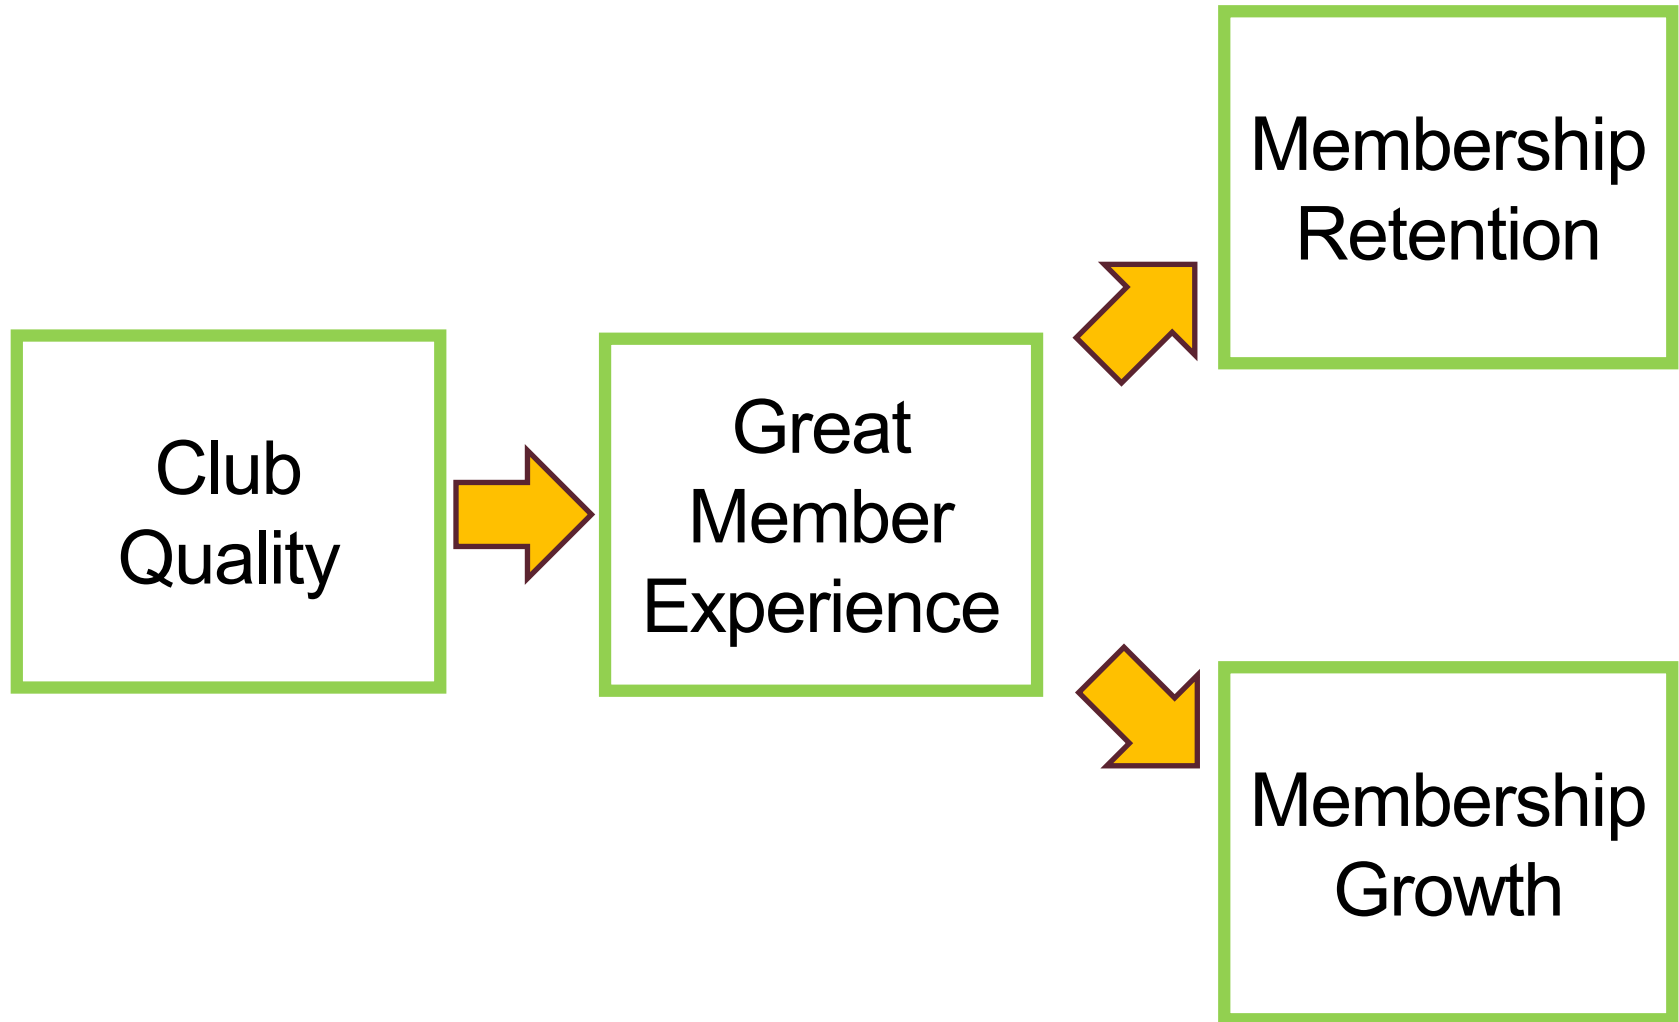 Club
Quality
Great
Member
Experience
Membership
Retention
Membership
Growth